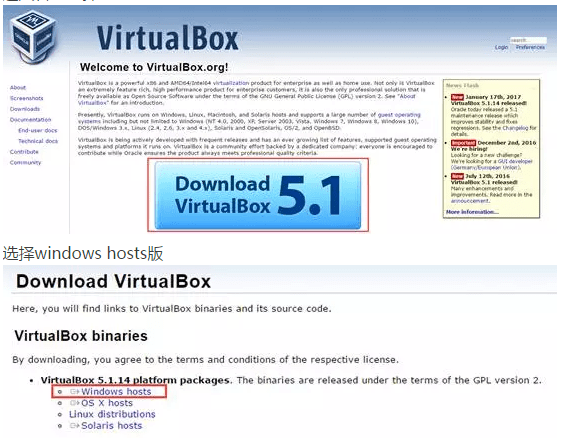 VirtualBox
search...
Login Preferences
Welcome to VirtualBox.org!
About
Screenshots
Downloads
Documentation
End-user docs
Technical docs
Contribute
Community
VirtualBox is a powerful x86 and AMD64/Intel64 virtualization product for enterprise as well as home use. Not only is VirtualBox
an extremely feature rich, high performance product for enterprise customers, it is also the only professional solution that is
freely available as Open Source Software under the terms of the GNU General Public License (GPL) version 2. See "About
VirtualBox" for an introduction.
Presently, VirtualBox runs on Windows, Linux, Macintosh, and Solaris hosts and supports a large number of guest operating
systems including but not limited to Windows (NT 4.0, 2000, XP, Server 2003, Vista, Windows 7, Windows 8, Windows 10),
DOS/Windows 3.x, Linux (2.4, 2.6, 3.x and 4.x), Solaris and OpenSolaris, OS/2, and OpenBSD.
VirtualBox is being actively developed with frequent releases and has an ever growing list of features, supported guest operating
systems and platforms it runs on. VirtualBox is a community effort backed by a dedicated company: everyone is encouraged to
contribute while Oracle ensures the product always meets professional quality criteria.
Download
VirtualBox 5.1
News Flash
New January 17th, 2017
VirtualBox 5.1.14 released!
Oracle today released a 5.1
maintenance release which
improves stability and fixes
regressions. See the Changelog for
details.
Important December 2nd, 2016
We're hiring!
Looking for a new challenge?
We're looking for a GUI developer
(Germany/European Union).
New July 12th, 2016
VirtualBox 5.1 released!
Many enhancements and
improvements. Read more in the
announcement.
More information...
选择windows hosts版
Download VirtualBox
Here, you will find links to VirtualBox binaries and its source code.
VirtualBox binaries
By downloading, you agree to the terms and conditions of the respective license.
VirtualBox 5.1.14 platform packages. The binaries are released under the terms of the GPL version 2.
Windows hosts
OS X hosts
Linux distributions
Solaris hosts